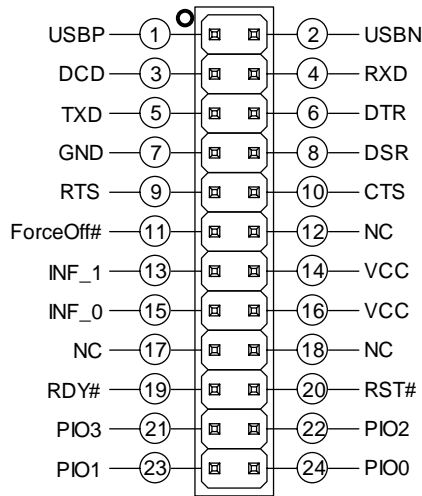 USBP 1 2 USBN
DCD 3 4 RXD
TXD 5 6 DTR
GND 7 8 DSR
RTS 9 10 CTS
ForceOff# 11 12 NC
INF_1 13 14 VCC
INF_0 15 16 VCC
NC 17 18 NC
RDY# 19 20 RST#
PIO3 21 22 PIO2
PIO1 23 24 PIO0